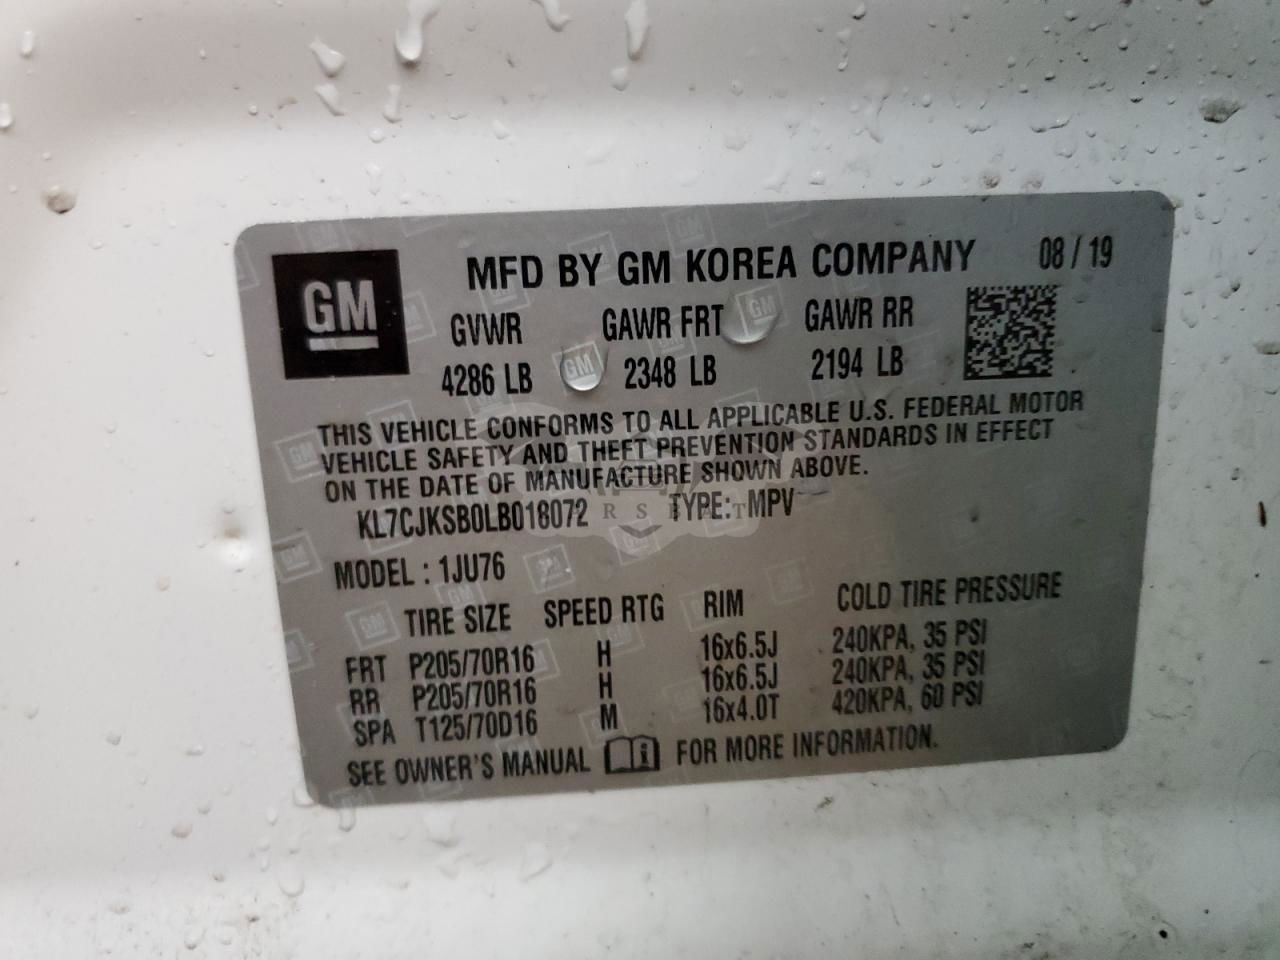 GM MFD BY GM KOREA COMPANY 08 / 19
GVWR GAWR FRT GAWR RR
4286 LB 2348 LB 2194 LB
THIS VEHICLE CONFORMS TO ALL APPLICABLE U.S. FEDERAL MOTOR
VEHICLE SAFETY AND THEFT PREVENTION STANDARDS IN EFFECT
ON THE DATE OF MANUFACTURE SHOWN ABOVE.
KL7CJKSB0LB018072 TYPE: MPV
MODEL : 1JU76
TIRE SIZE SPEED RTG RIM COLD TIRE PRESSURE
FRT P205/70R16 H 16x6.5J 240KPA, 35 PSI
RR P205/70R16 H 16x6.5J 240KPA, 35 PSI
SPA T125/70D16 M 16x4.0T 420KPA, 60 PSI
SEE OWNER'S MANUAL FOR MORE INFORMATION.